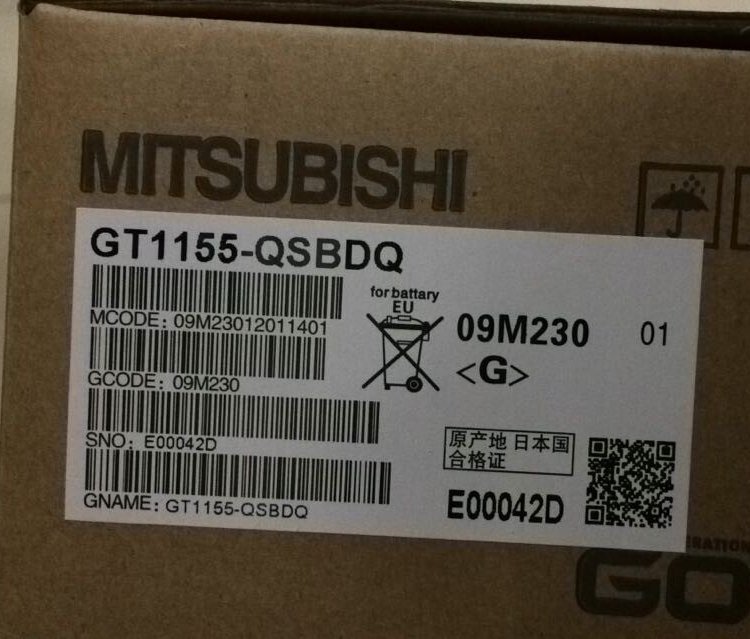 MITSUBISHI
GT1155-QSBDQ
MCODE: 09M23012011401
GCODE: 09M230
SNO: E00042D
GNAME: GT1155-QSBDQ
for battary
EU
09M230 01
<G>
原产地 日本国
合格证
E00042D